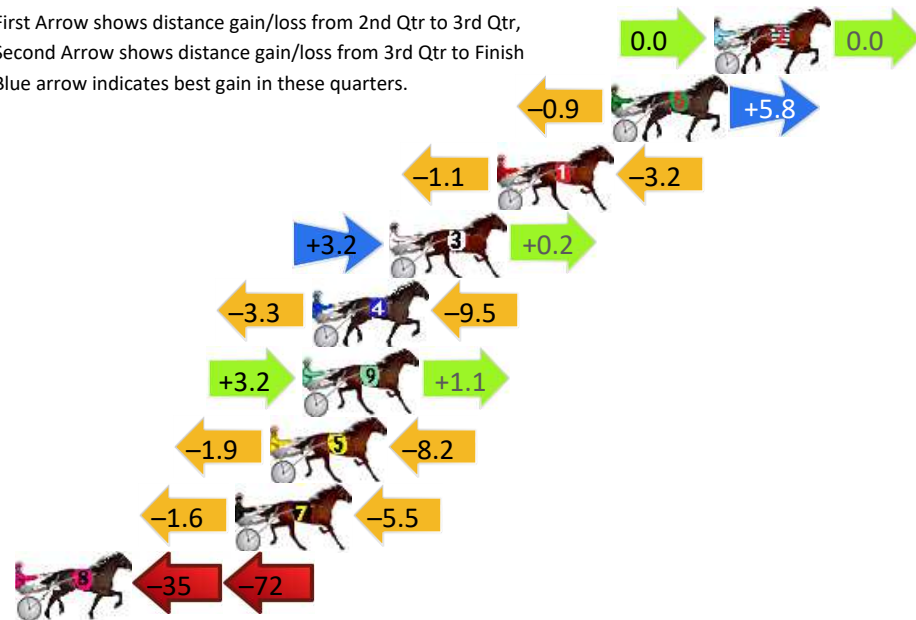 First Arrow shows distance gain/loss from 2nd Qtr to 3rd Qtr,
Second Arrow shows distance gain/loss from 3rd Qtr to Finish
Blue arrow indicates best gain in these quarters.
0.0 2 0.0
–0.9 6 +5.8
–1.1 1 –3.2
+3.2 3 +0.2
–3.3 4 –9.5
+3.2 9 +1.1
–1.9 5 –8.2
–1.6 7 –5.5
8 –35 –72